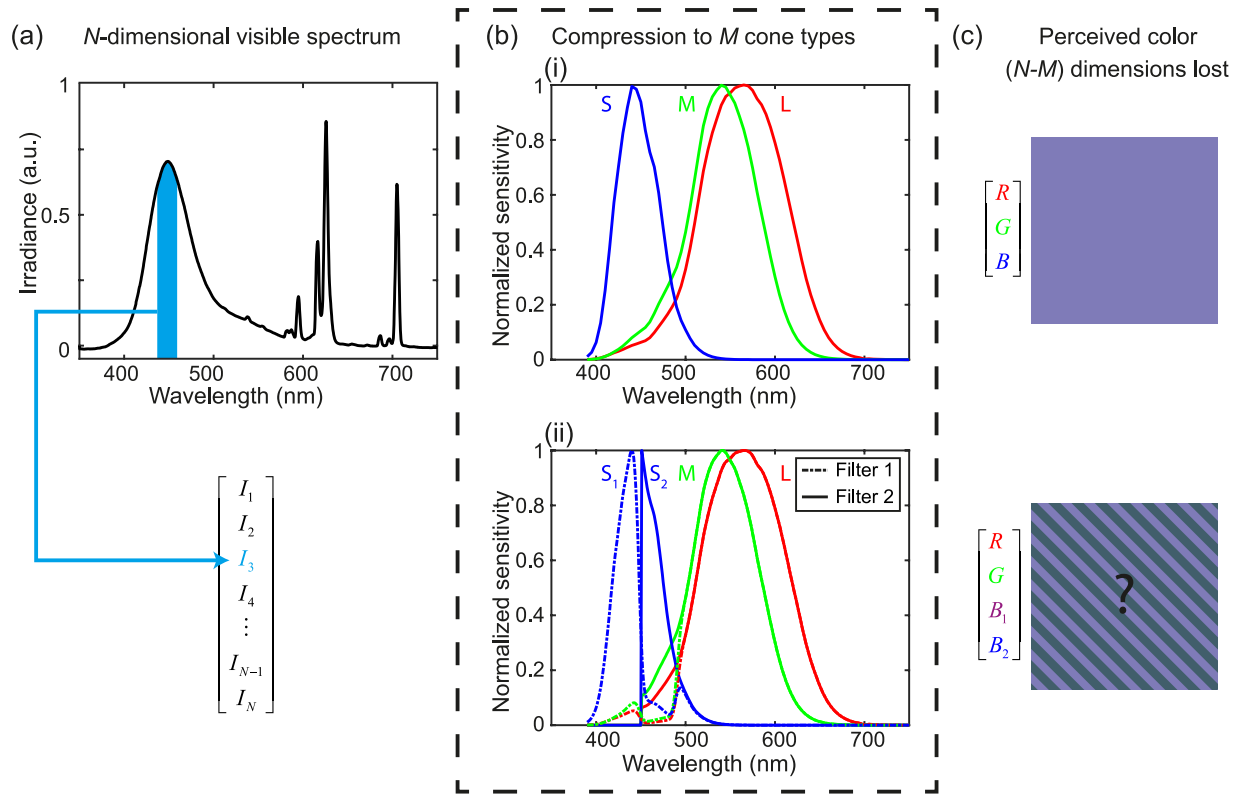 (a) N-dimensional visible spectrum
1
0.5
0
Irradiance (a.u.)
400 500 600 700
Wavelength (nm)
I1
I2
I3
I4
⋮
IN−1
IN
(b) Compression to M cone types
(i)
S M L
1
0.8
0.6
0.4
0.2
0
Normalized sensitivity
400 500 600 700
Wavelength (nm)
(ii)
S1 S2 M L
Filter 1
Filter 2
1
0.8
0.6
0.4
0.2
0
Normalized sensitivity
400 500 600 700
Wavelength (nm)
(c) Perceived color
(N-M) dimensions lost
R
G
B
R
G
B1
B2
?